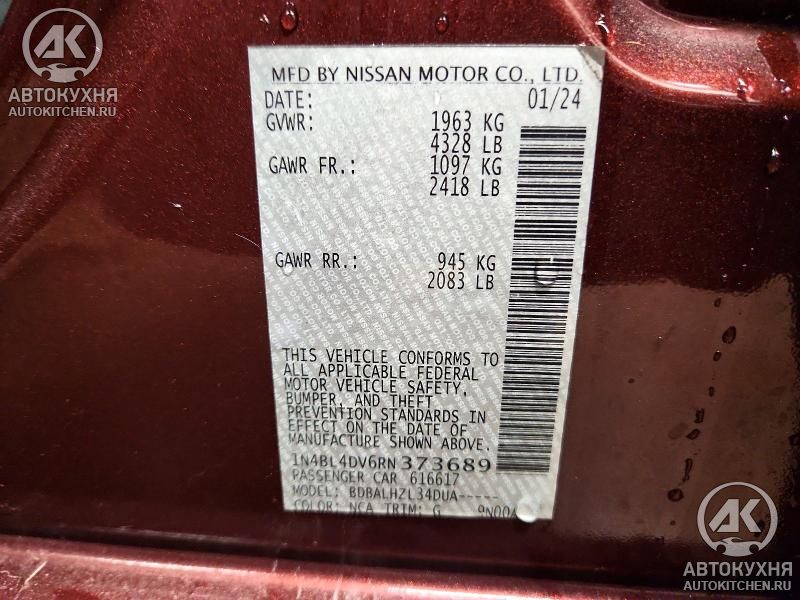 AK
АВТОКУХНЯ
AUTOKITCHEN.RU
MFD BY NISSAN MOTOR CO., LTD.
DATE: 01/24
GVWR: 1963 KG
4328 LB
GAWR FR.: 1097 KG
2418 LB
GAWR RR.: 945 KG
2083 LB
THIS VEHICLE CONFORMS TO
ALL APPLICABLE FEDERAL
MOTOR VEHICLE SAFETY,
BUMPER, AND THEFT
PREVENTION STANDARDS IN
EFFECT ON THE DATE OF
MANUFACTURE SHOWN ABOVE.
1N4BL4DV6RN373689
PASSENGER CAR 616617
MODEL: BDBALHZL34DUA-----
COLOR: NCA TRIM: G
AK
АВТОКУХНЯ
AUTOKITCHEN.RU